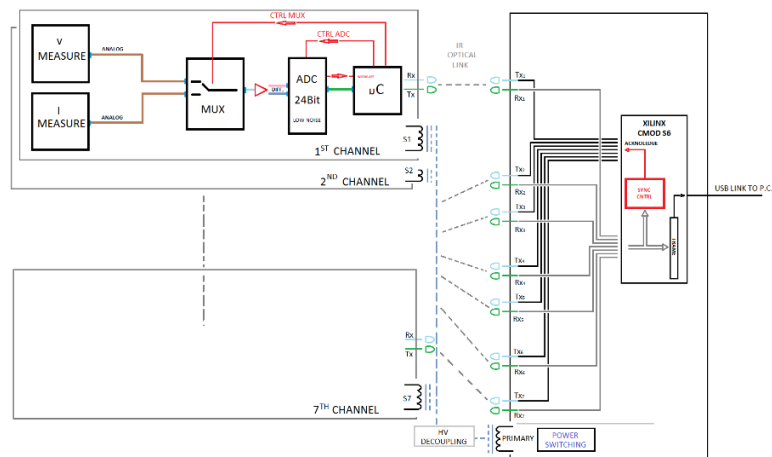 CTRL MUX
CTRL ADC
V
MEASURE
ANALOG
I
MEASURE
ANALOG
MUX
DIFF.
ADC
24Bit
LOW NOISE
uC
Rx
Tx
IR
OPTICAL
LINK
Tx₁
Rx₁
S1
1ST CHANNEL
S2
2ND CHANNEL
XILINX
CMOD S6
ACKNOLEDGE
SYNC
CNTRL
USB LINK TO P.C.
Rx₂
Tx₃
Rx₃
Tx₄
Rx₄
Tx₅
Rx₅
Tx₆
Rx₆
Tx₇
Rx₇
Rx
Tx
S7
7TH CHANNEL
HV
DECOUPLING
PRIMARY
POWER
SWITCHING